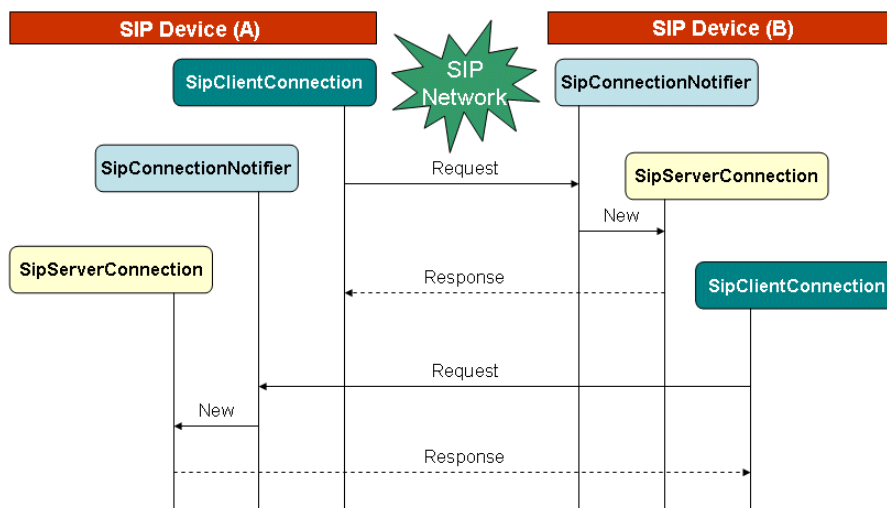 SIP Device (A)
SIP Device (B)
SIP
Network
SipClientConnection
SipConnectionNotifier
SipConnectionNotifier
Request
SipServerConnection
New
SipServerConnection
Response
SipClientConnection
Request
New
Response